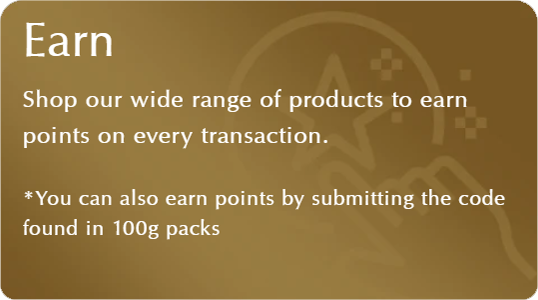 Earn
Shop our wide range of products to earn
points on every transaction.
*You can also earn points by submitting the code
found in 100g packs